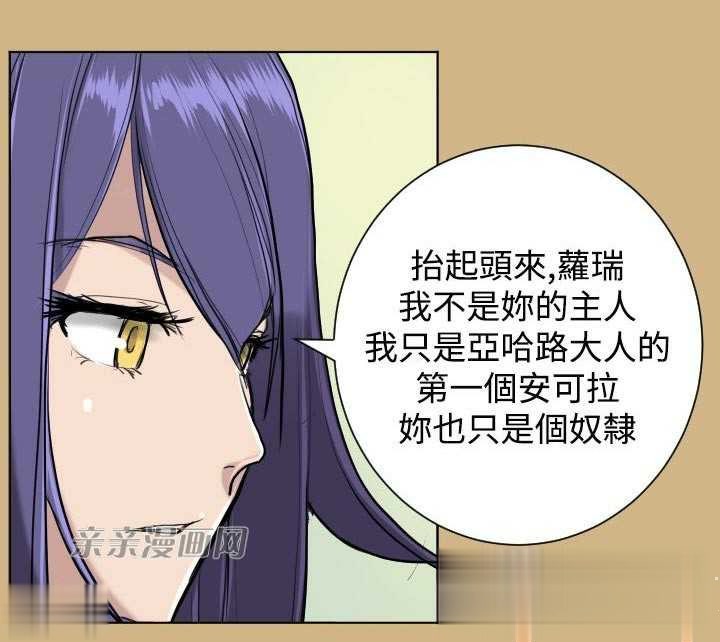 抬起頭來,蘿瑞
我不是妳的主人
我只是亞哈路大人的
第一個安可拉
妳也只是個奴隸
亲亲漫画网